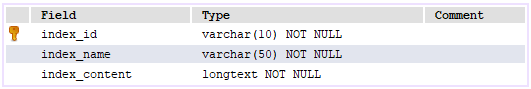 Field Type Comment
index_id varchar(10) NOT NULL
index_name varchar(50) NOT NULL
index_content longtext NOT NULL